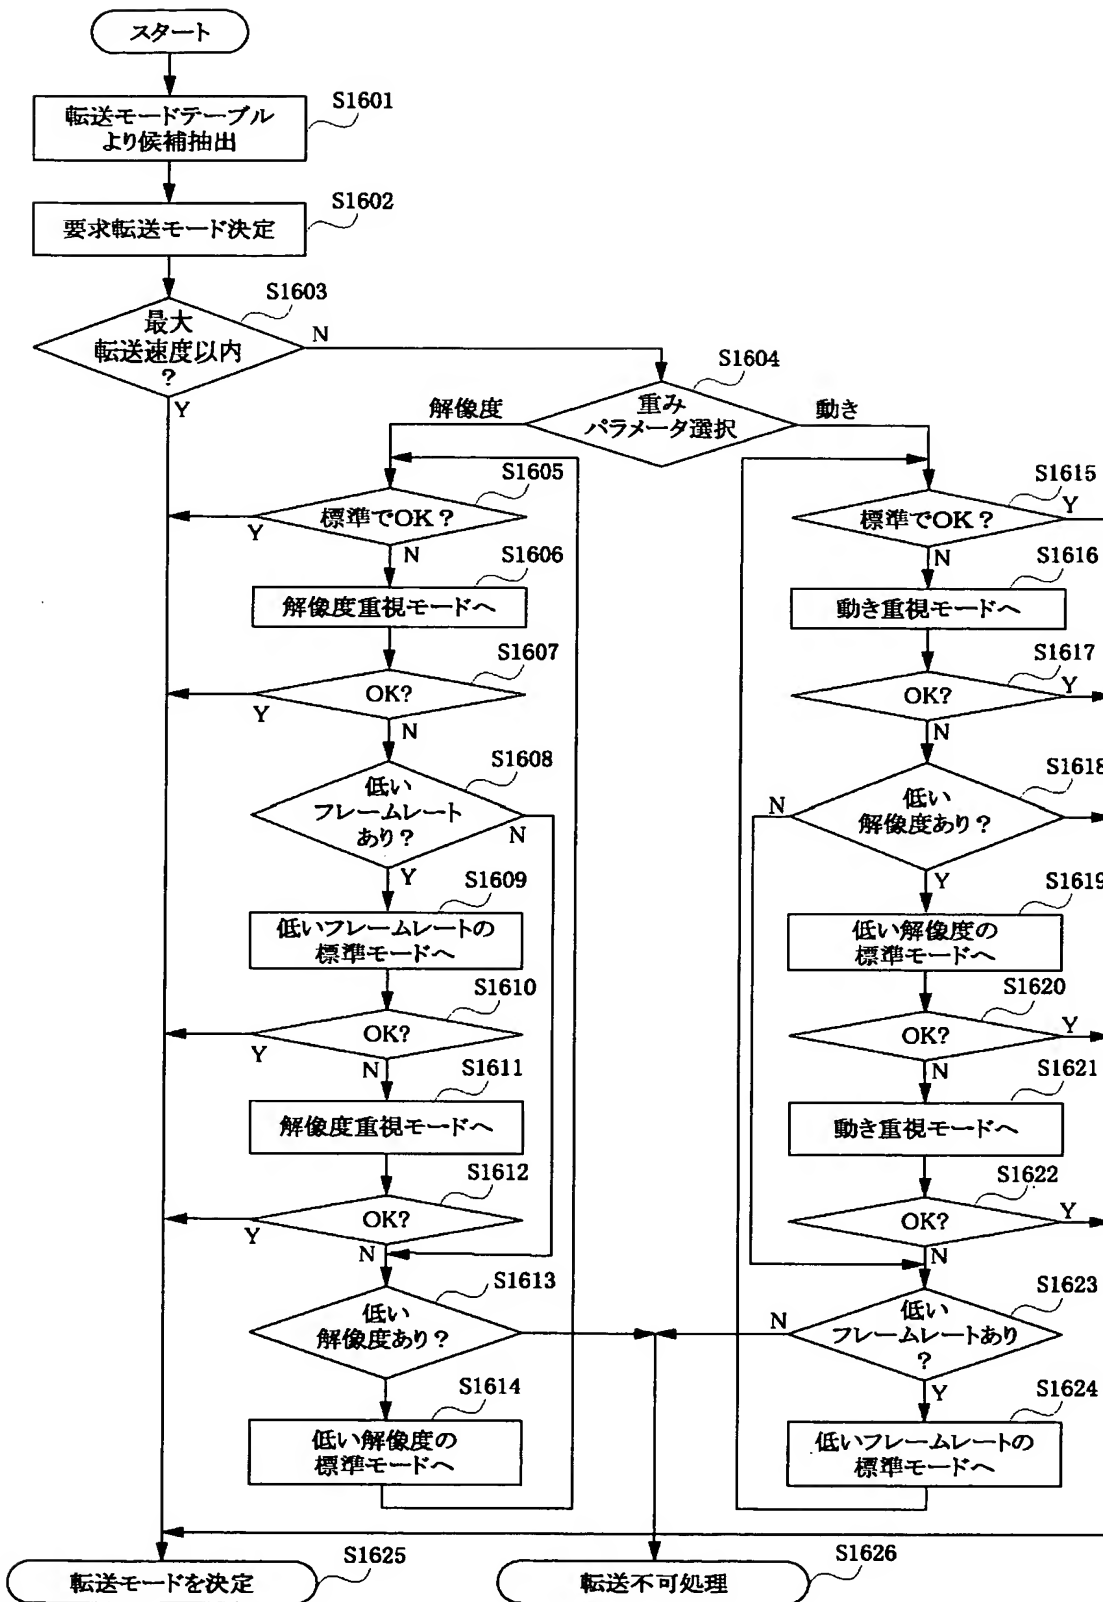 スタート
S1601
転送モードテーブル
より候補抽出
S1602
要求転送モード決定
S1603
最大
転送速度以内
?
N
Y
S1604
重み
パラメータ選択
解像度
動き
S1605
標準でOK?
Y
N
S1606
解像度重視モードへ
S1607
OK?
Y
N
S1608
低い
フレームレート
あり?
N
Y
S1609
低いフレームレートの
標準モードへ
S1610
OK?
Y
N
S1611
解像度重視モードへ
S1612
OK?
Y
N
S1613
低い
解像度あり?
S1614
低い解像度の
標準モードへ
S1615
標準でOK?
Y
N
S1616
動き重視モードへ
S1617
OK?
Y
N
S1618
低い
解像度あり?
N
Y
S1619
低い解像度の
標準モードへ
S1620
OK?
Y
N
S1621
動き重視モードへ
S1622
OK?
Y
N
S1623
低い
フレームレートあり
?
N
Y
S1624
低いフレームレートの
標準モードへ
S1625
転送モードを決定
S1626
転送不可処理